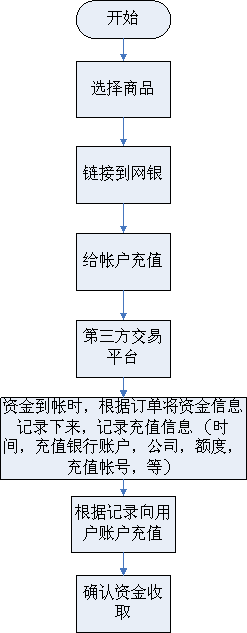 开始
选择商品
链接到网银
给帐户充值
第三方交易
平台
资金到帐时，根据订单将资金信息
记录下来，记录充值信息（时
间，充值银行账户，公司，额度，
充值帐号，等）
根据记录向用
户账户充值
确认资金收
取